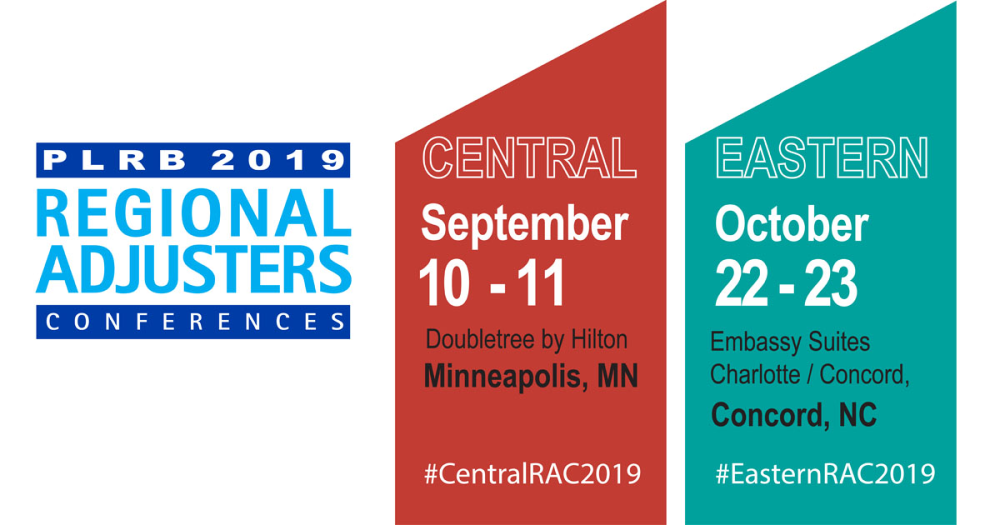 PLRB 2019
REGIONAL
ADJUSTERS
CONFERENCES
CENTRAL
September
10 - 11
Doubletree by Hilton
Minneapolis, MN
#CentralRAC2019
EASTERN
October
22 - 23
Embassy Suites
Charlotte / Concord,
Concord, NC
#EasternRAC2019